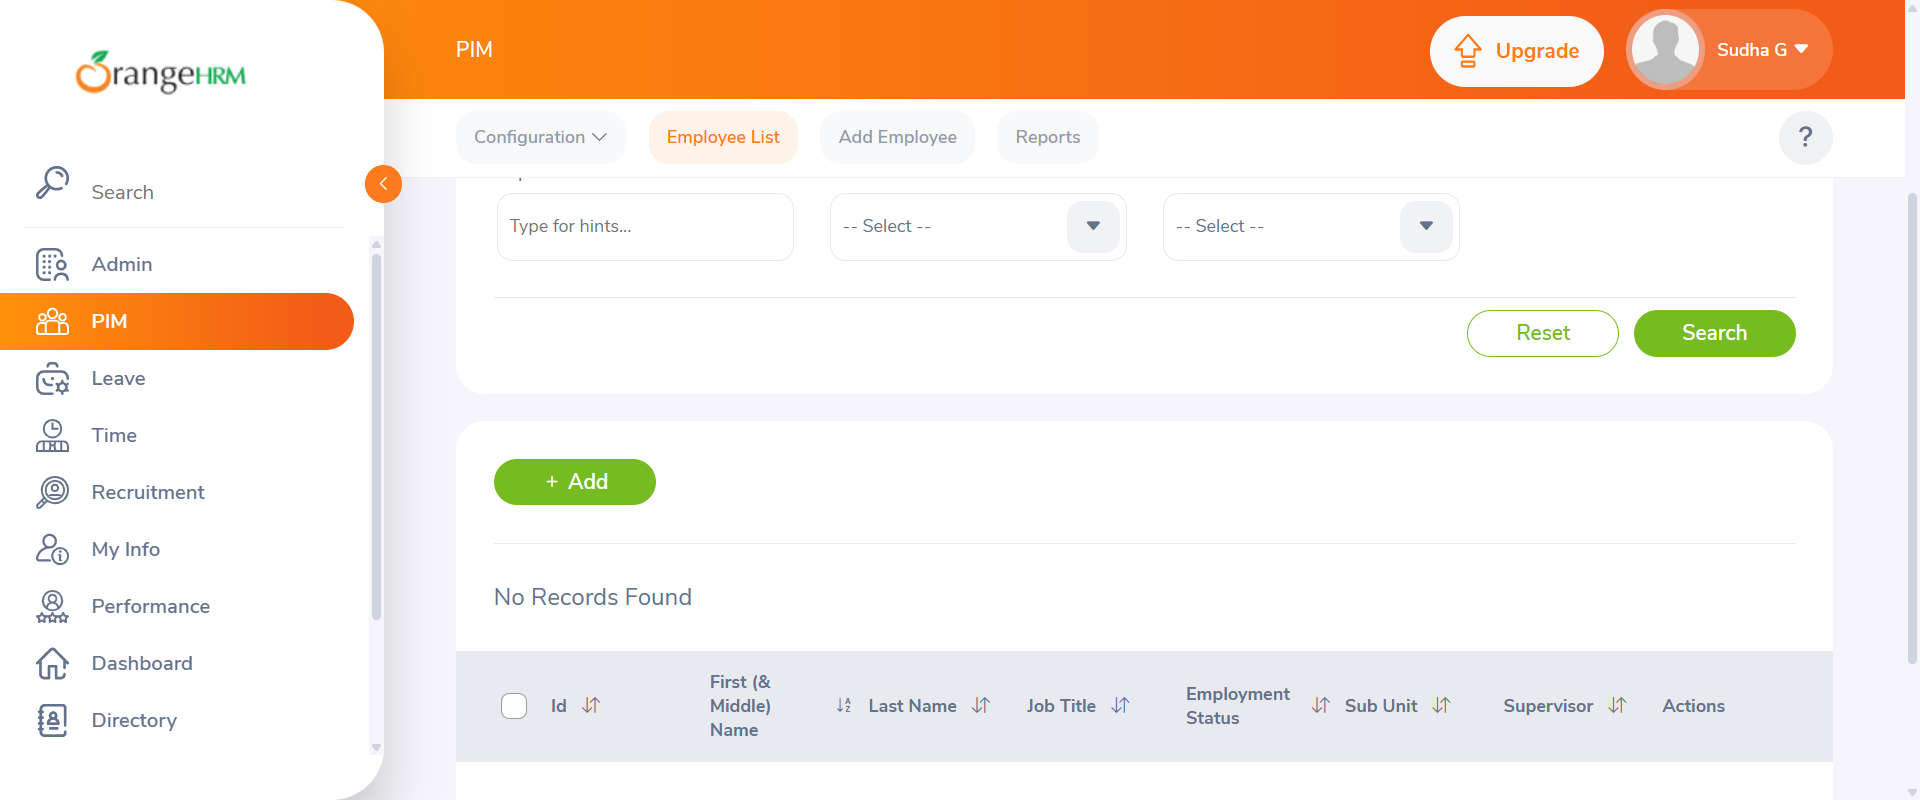 OrangeHRM
Search
Admin
PIM
Leave
Time
Recruitment
My Info
Performance
Dashboard
Directory
PIM
Upgrade
Sudha G
Configuration
Employee List
Add Employee
Reports
?
Type for hints...
-- Select --
-- Select --
Reset
Search
+ Add
No Records Found
Id
First (&
Middle)
Name
Last Name
Job Title
Employment
Status
Sub Unit
Supervisor
Actions